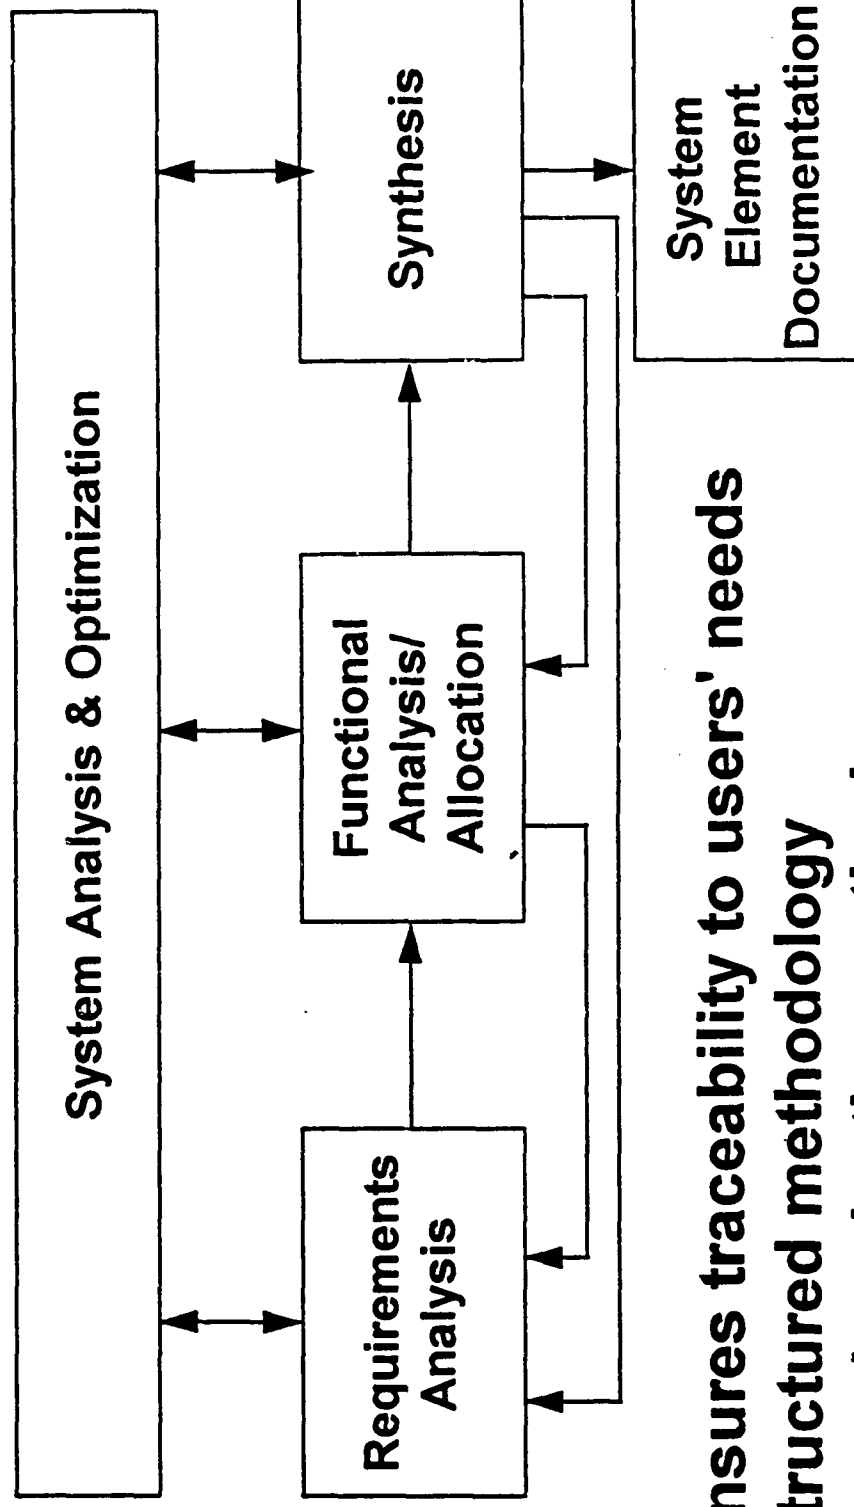 System Analysis & Optimization
Requirements
Analysis
Functional
Analysis/
Allocation
Synthesis
System
Element
Documentation
nsures traceability to users' needs
tructured methodology